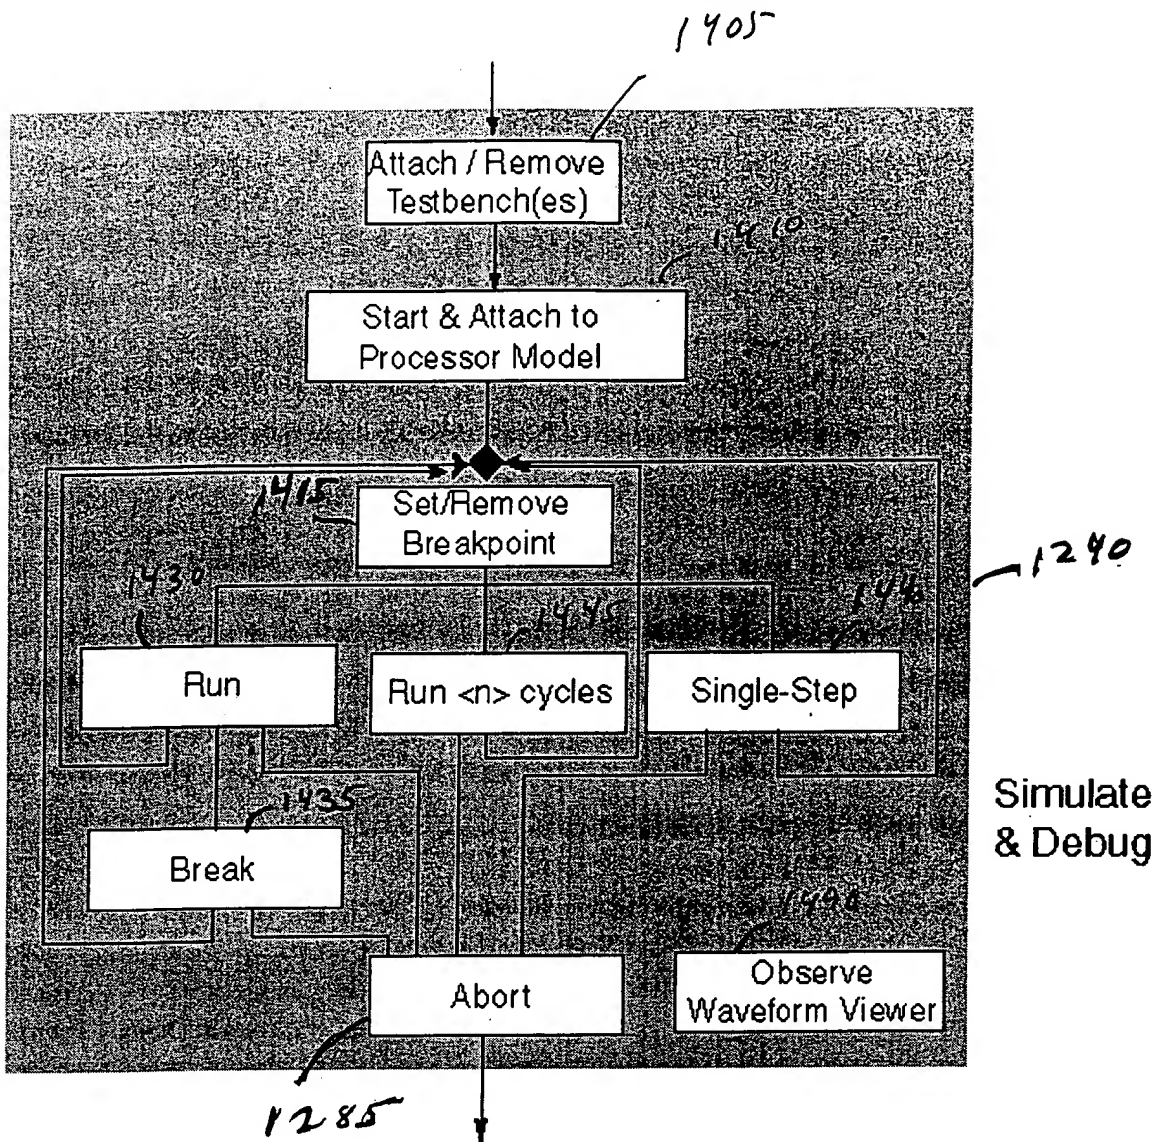 1405
Attach / Remove
Testbench(es)
1410
Start & Attach to
Processor Model
1415
Set/Remove
Breakpoint
1240
1430
1445
1440
Run
Run <n> cycles
Single-Step
Simulate
& Debug
1435
Break
1490
Abort
Observe
Waveform Viewer
1285